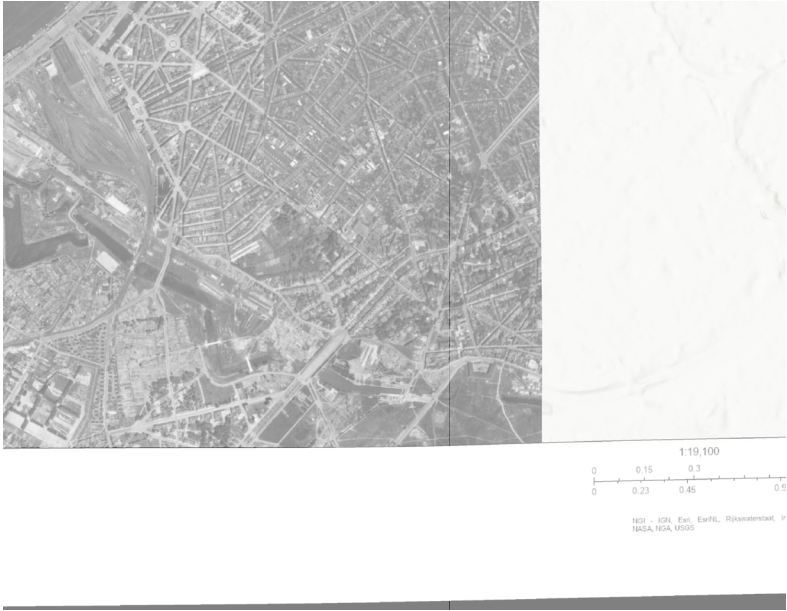 1:19,100
0 0.15 0.3
0 0.23 0.45
NGI - IGN, Esri, EsriNL, Rijkswaterstaat,
NASA, NGA, USGS